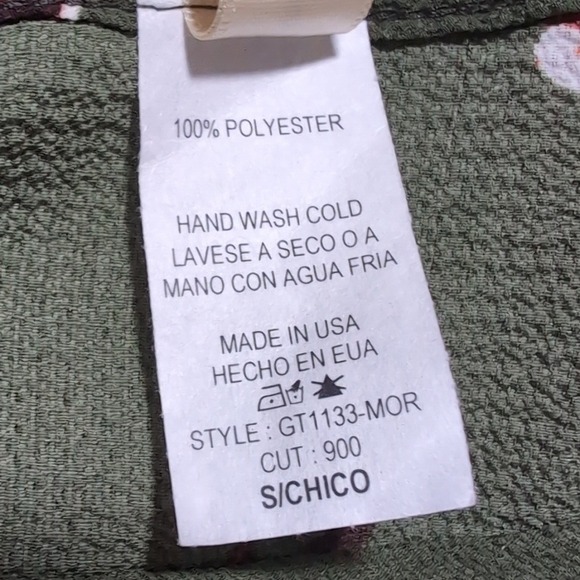 100% POLYESTER
HAND WASH COLD
LAVESE A SECO O A
MANO CON AGUA FRIA
MADE IN USA
HECHO EN EUA
STYLE : GT1133-MOR
CUT : 900
S/CHICO